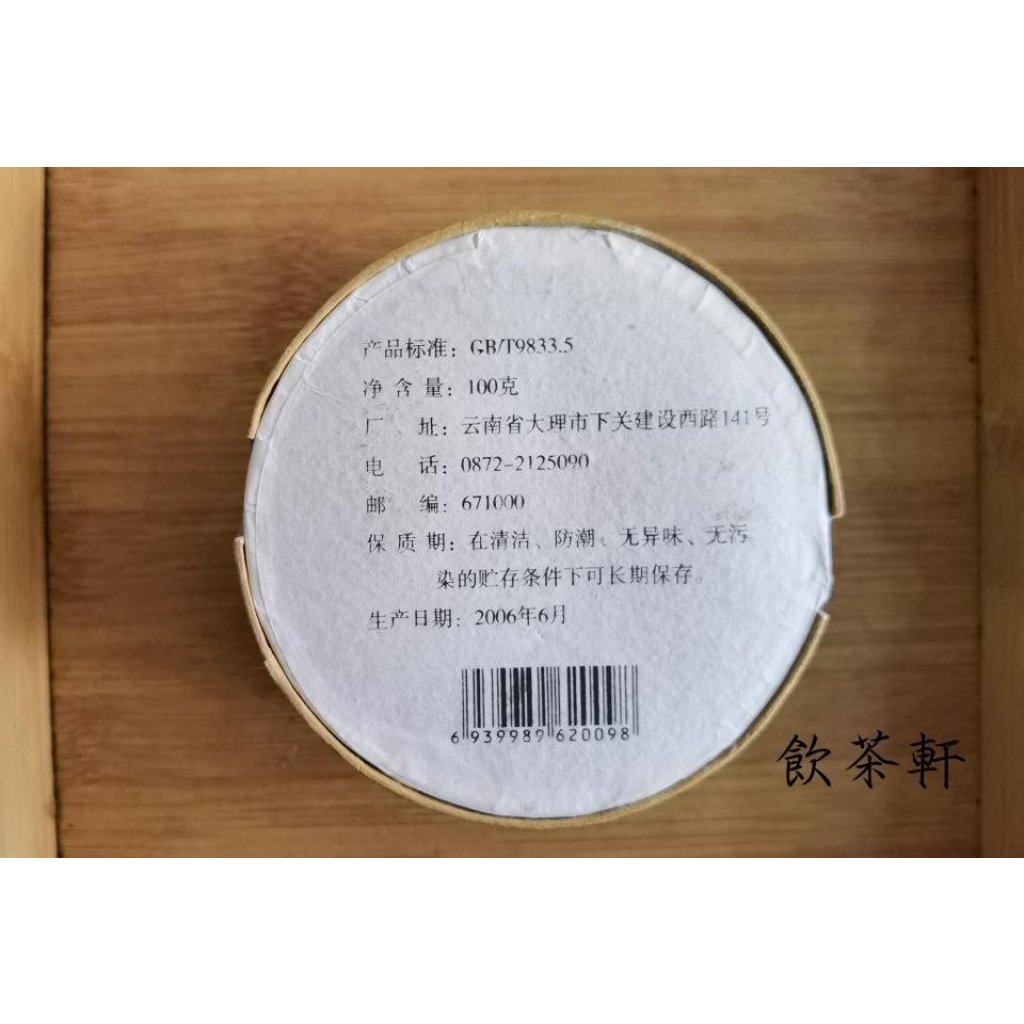 产品标准：GB/T9833.5
净含量：100克
厂址：云南省大理市下关建设西路141号
电话：0872-2125090
邮编：671000
保质期：在清洁、防潮、无异味、无污
染的贮存条件下可长期保存。
生产日期：2006年6月
6 939989 620098
飲茶軒